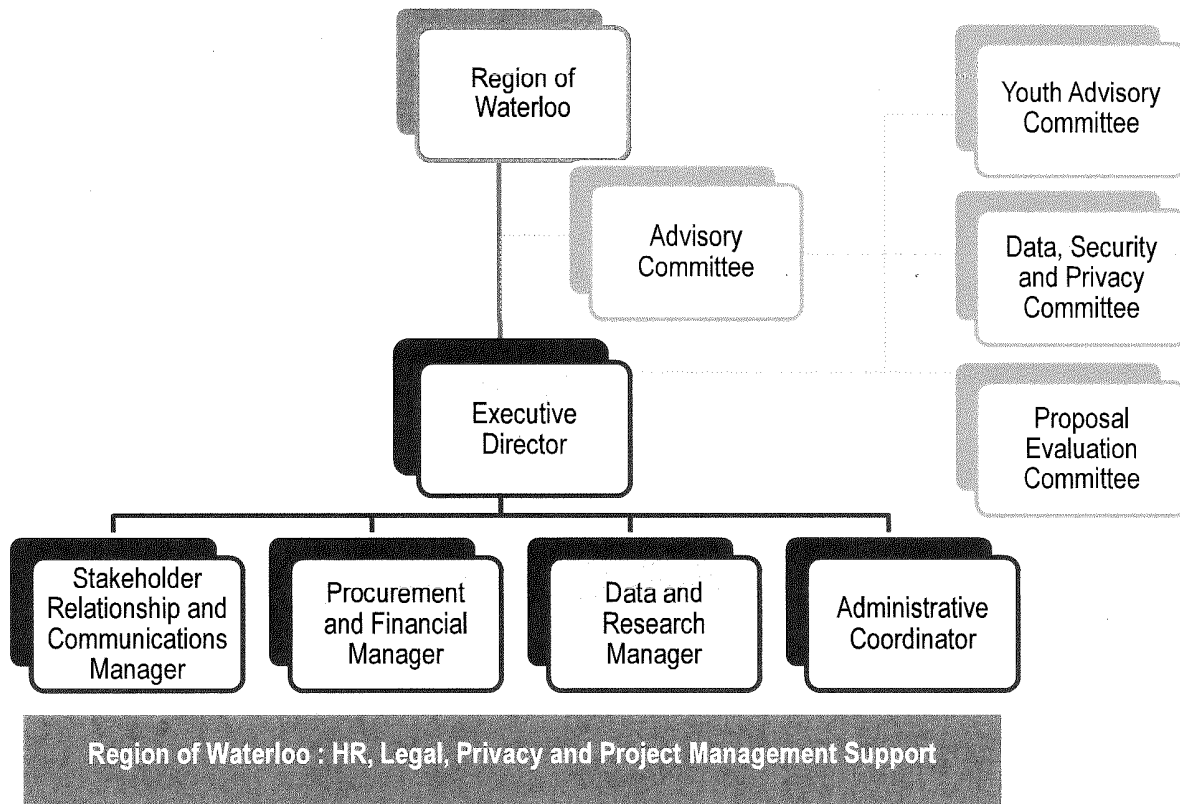 Region of
Waterloo
Youth Advisory
Committee
Advisory
Committee
Data, Security
and Privacy
Committee
Executive
Director
Proposal
Evaluation
Committee
Stakeholder
Relationship and
Communications
Manager
Procurement
and Financial
Manager
Data and
Research
Manager
Administrative
Coordinator
Region of Waterloo : HR, Legal, Privacy and Project Management Support